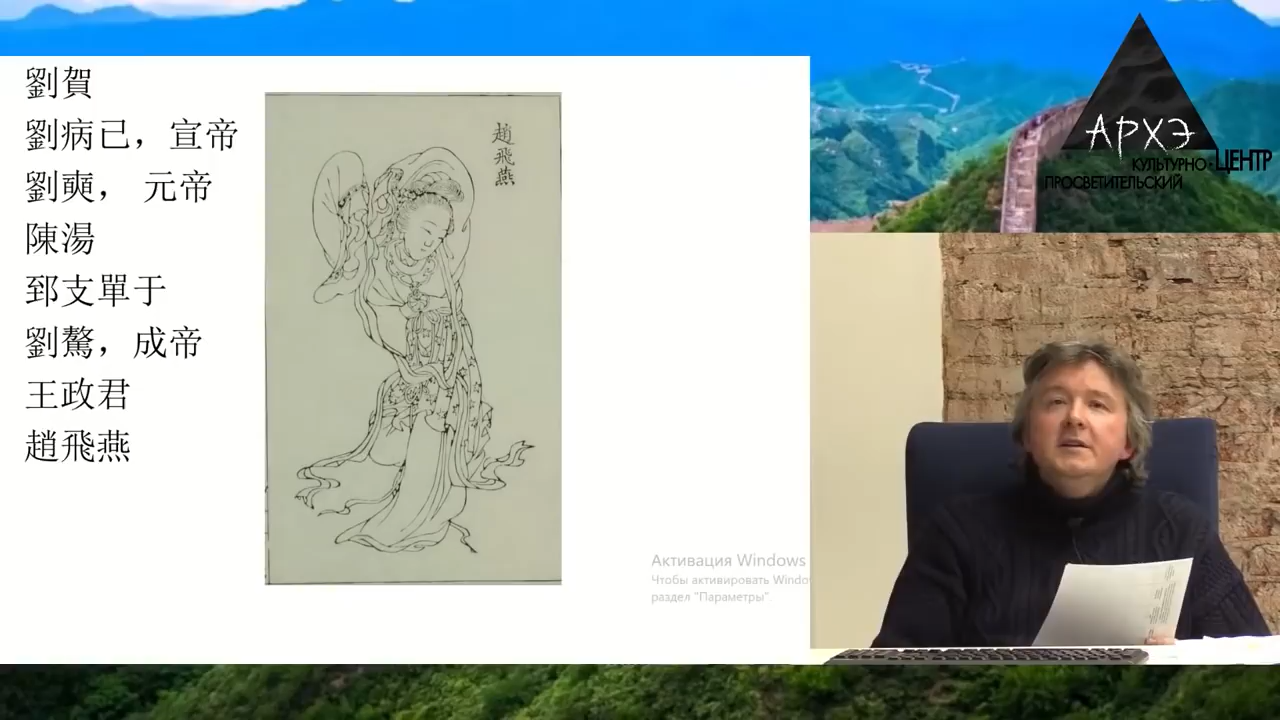 劉賀
劉病已，宣帝
劉奭， 元帝
陳湯
郅支單于
劉驁，成帝
王政君
趙飛燕
趙飛燕
Активация Windows
Чтобы активировать Windo
раздел "Параметры".
АРХЭ
КУЛЬТУРНО-ЦЕНТР
ПРОСВЕТИТЕЛЬСКИЙ